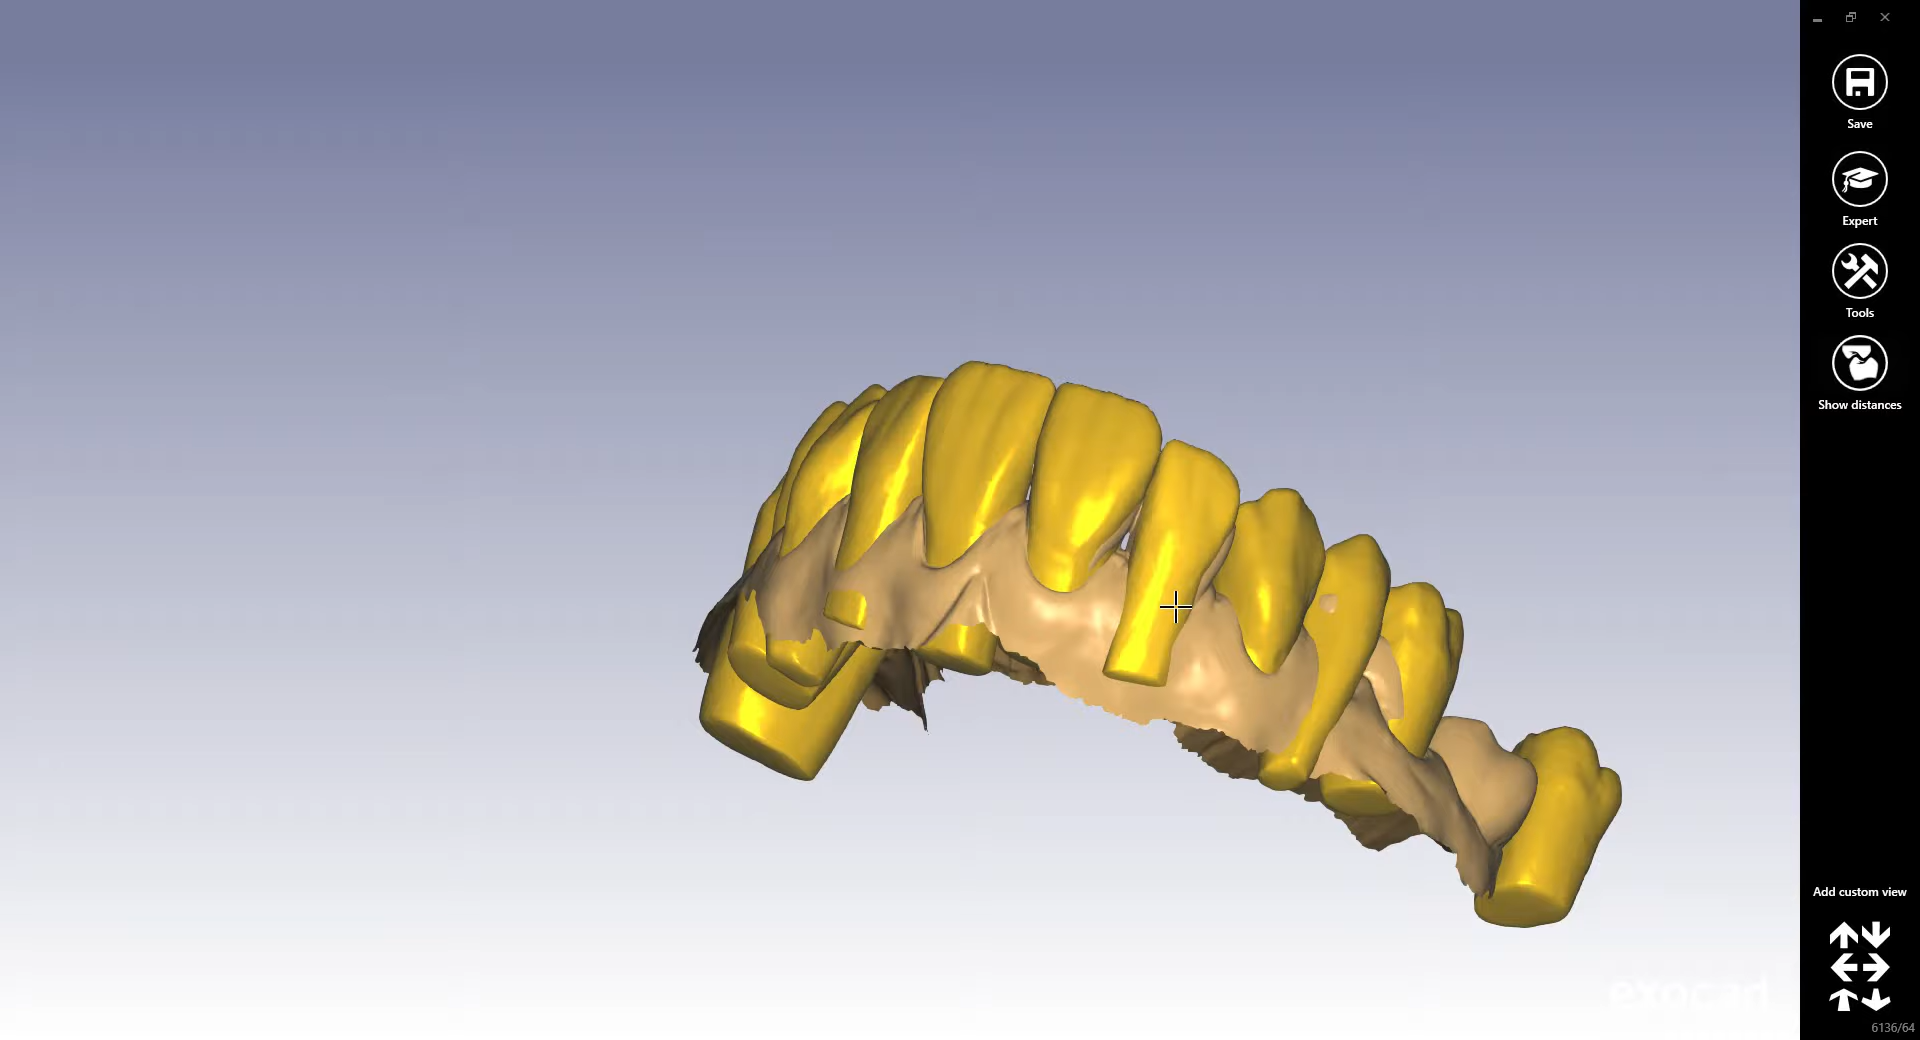 Save
Expert
Tools
Show distances
Add custom view
exocad
6136/64